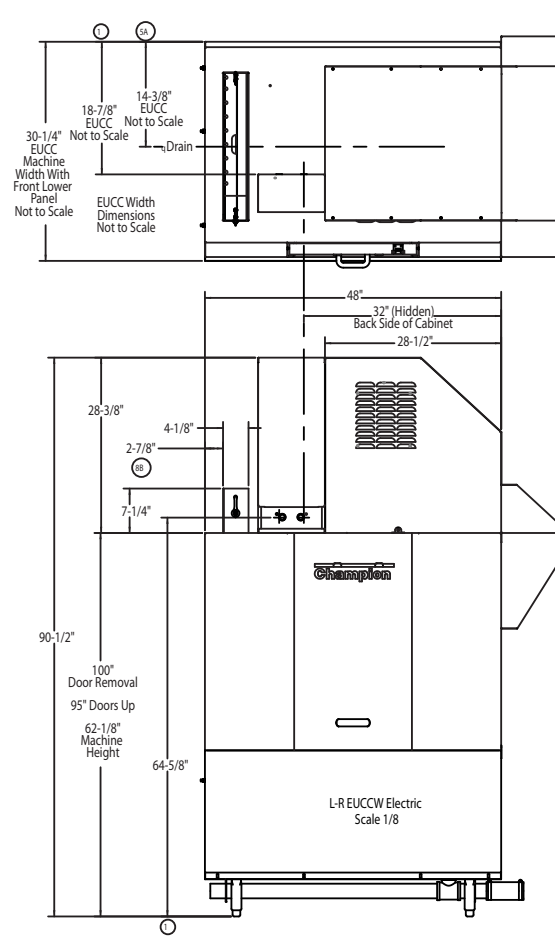 1
5A
14-3/8"
EUCC
Not to Scale
18-7/8"
EUCC
Not to Scale
30-1/4"
EUCC
Machine
Width With
Front Lower
Panel
Not to Scale
Drain
EUCC Width
Dimensions
Not to Scale
48"
32" (Hidden)
Back Side of Cabinet
28-1/2"
28-3/8"
4-1/8"
2-7/8"
8B
7-1/4"
Champion
90-1/2"
100"
Door Removal
95" Doors Up
62-1/8"
Machine
Height
64-5/8"
L-R EUCCW Electric
Scale 1/8
1